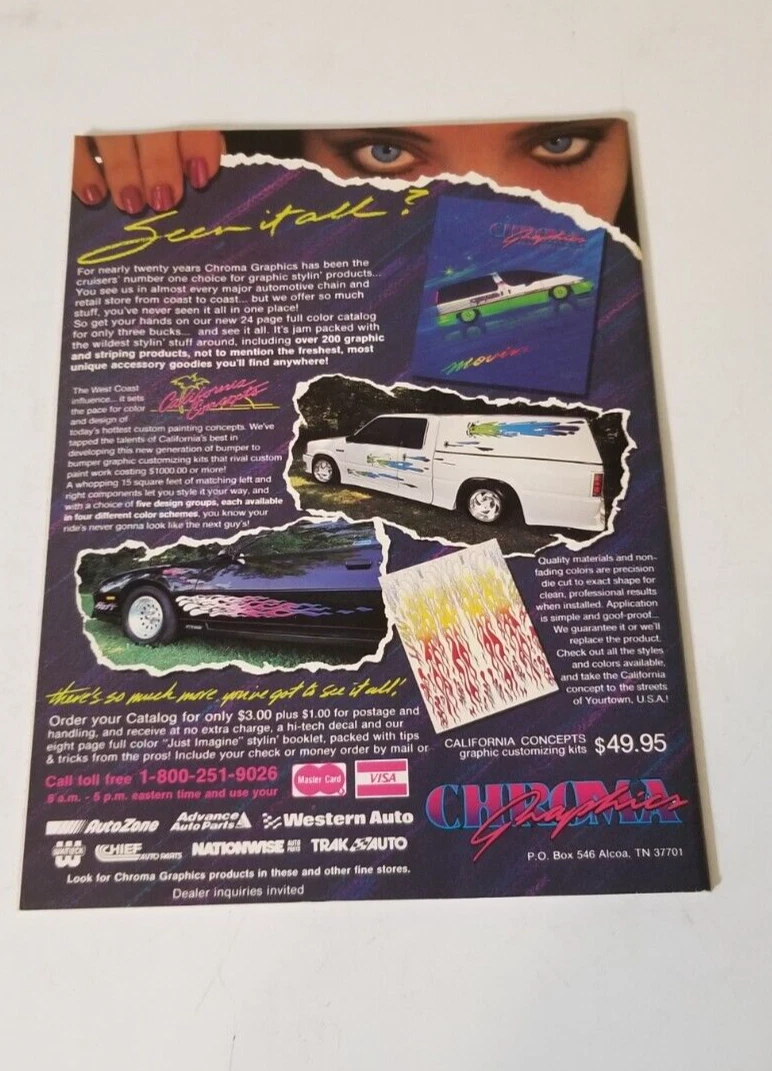 Seen it all?
For nearly twenty years Chroma Graphics has been the
cruisers' number one choice for graphic stylin' products...
You see us in almost every major automotive chain and
retail store from coast to coast... but we offer so much
stuff, you've never seen it all in one place!
So get your hands on our new 24 page full color catalog
for only three bucks... and see it all. It's jam packed with
the wildest stylin' stuff around, including over 200 graphic
and striping products, not to mention the freshest, most
unique accessory goodies you'll find anywhere!
CHROMA
Graphics
movin'
California
Concepts
The West Coast
influence... it sets
the pace for color
and design of
today's hottest custom painting concepts. We've
tapped the talents of California's best in
developing this new generation of bumper to
bumper graphic customizing kits that rival custom
paint work costing $1000.00 or more!
A whopping 15 square feet of matching left and
right components let you style it your way, and
with a choice of five design groups, each available
in four different color schemes, you know your
ride's never gonna look like the next guy's!
Quality materials and non-
fading colors are precision
die cut to exact shape for
clean, professional results
when installed. Application
is simple and goof-proof...
We guarantee it or we'll
replace the product.
Check out all the styles
and colors available,
and take the California
concept to the streets
of Yourtown, U.S.A.!
there's so much more you've got to see it all!
Order your Catalog for only $3.00 plus $1.00 for postage and
handling, and receive at no extra charge, a hi-tech decal and our
eight page full color "Just Imagine" stylin' booklet, packed with tips
& tricks from the pros! Include your check or money order by mail or
Call toll free 1-800-251-9026
8 a.m. - 5 p.m. eastern time and use your
Master Card
VISA
CALIFORNIA CONCEPTS
graphic customizing kits $49.95
AutoZone
Advance
Auto Parts
Western Auto
CHIEF
AUTO PARTS
NATIONWISE AUTO
PARTS
TRAK AUTO
CHROMA
Graphics
P.O. Box 546 Alcoa, TN 37701
Look for Chroma Graphics products in these and other fine stores.
Dealer inquiries invited